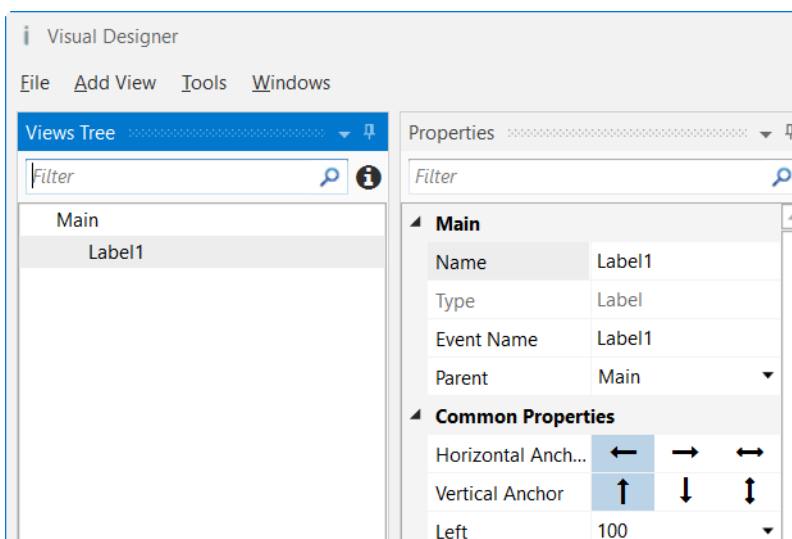 Visual Designer
File Add View Tools Windows
Views Tree
Filter
Main
Label1
Properties
Filter
Main
Name Label1
Type Label
Event Name Label1
Parent Main
Common Properties
Horizontal Anch...
Vertical Anchor
Left 100